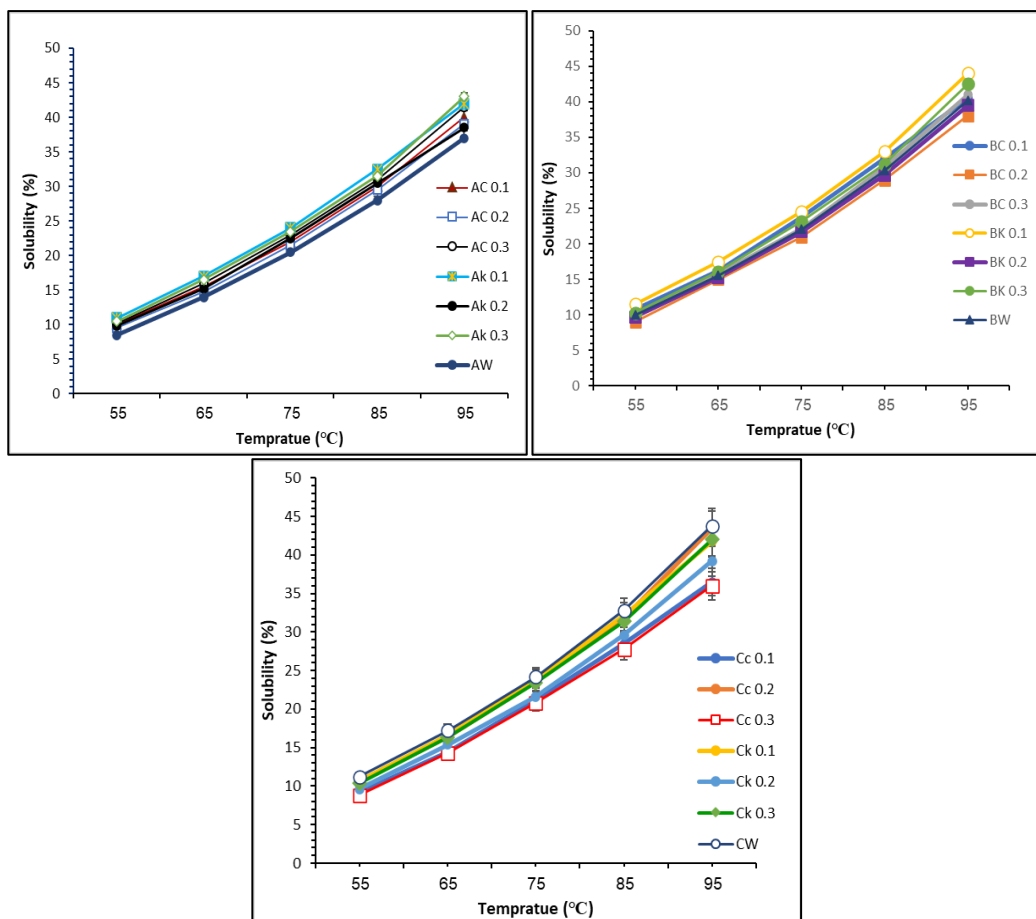 50
45
40
35
30
25
20
15
10
5
0
Solubility (%)
55 65 75 85 95
Tempratue (°C)
AC 0.1
AC 0.2
AC 0.3
Ak 0.1
Ak 0.2
Ak 0.3
AW
50
45
40
35
30
25
20
15
10
5
0
Solubility (%)
55 65 75 85 95
Tempratue (°C)
BC 0.1
BC 0.2
BC 0.3
BK 0.1
BK 0.2
BK 0.3
BW
50
45
40
35
30
25
20
15
10
5
0
Solubility (%)
55 65 75 85 95
Tempratue (°C)
Cc 0.1
Cc 0.2
Cc 0.3
Ck 0.1
Ck 0.2
Ck 0.3
CW